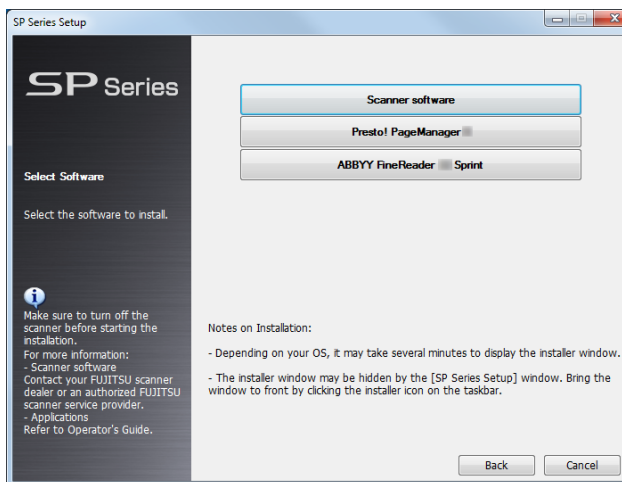 SP Series Setup
SP Series
Scanner software
Presto! PageManager
ABBYY FineReader Sprint
Select Software
Select the software to install.
Make sure to turn off the
scanner before starting the
installation.
For more information:
- Scanner software
Contact your FUJITSU scanner
dealer or an authorized FUJITSU
scanner service provider.
- Applications
Refer to Operator's Guide.
Notes on Installation:
- Depending on your OS, it may take several minutes to display the installer window.
- The installer window may be hidden by the [SP Series Setup] window. Bring the
window to front by clicking the installer icon on the taskbar.
Back
Cancel